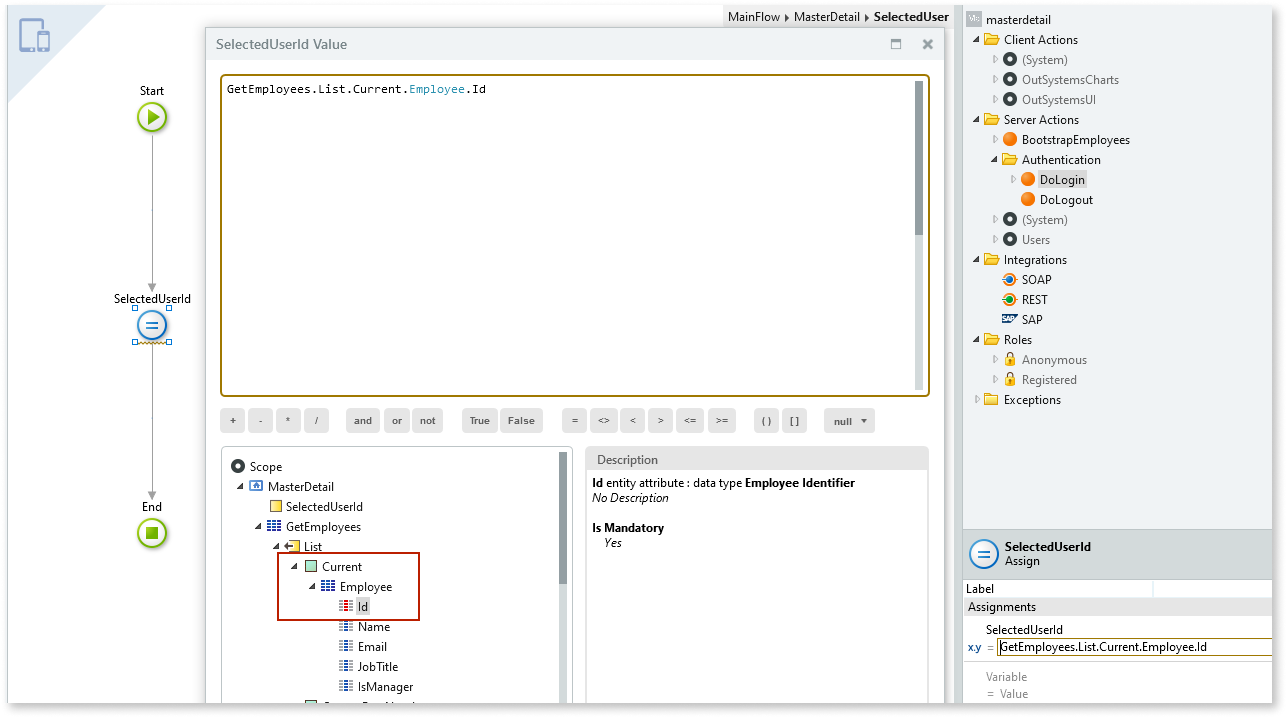 MainFlow MasterDetail SelectedUser
SelectedUserId Value
GetEmployees.List.Current.Employee.Id
Start
SelectedUserId
End
+ - * / and or not True False = <> < > <= >= ( ) [ ] null
Scope
MasterDetail
SelectedUserId
GetEmployees
List
Current
Employee
Id
Name
Email
JobTitle
IsManager
Description
Id entity attribute : data type Employee Identifier
No Description
Is Mandatory
Yes
masterdetail
Client Actions
(System)
OutSystemsCharts
OutSystemsUI
Server Actions
BootstrapEmployees
Authentication
DoLogin
DoLogout
(System)
Users
Integrations
SOAP
REST
SAP SAP
Roles
Anonymous
Registered
Exceptions
SelectedUserId
Assign
Label
Assignments
SelectedUserId
x.y = GetEmployees.List.Current.Employee.Id
Variable
= Value